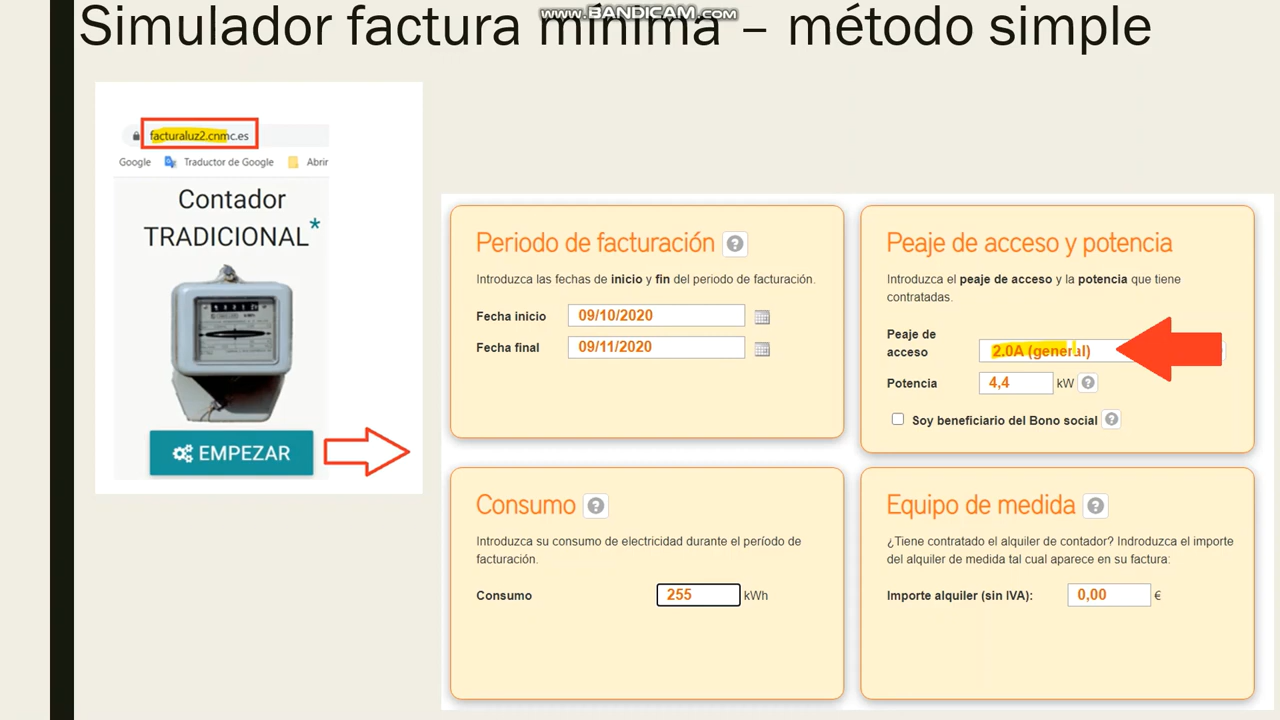 www.BANDICAM.com
Simulador factura mínima – método simple
facturaluz2.cnmc.es
Google Traductor de Google Abrir
Contador
TRADICIONAL*
EMPEZAR
Periodo de facturación ?
Introduzca las fechas de inicio y fin del periodo de facturación.
Fecha inicio 09/10/2020
Fecha final 09/11/2020
Peaje de acceso y potencia
Introduzca el peaje de acceso y la potencia que tiene
contratadas.
Peaje de
acceso 2.0A (general)
Potencia 4,4 kW ?
Soy beneficiario del Bono social ?
Consumo ?
Introduzca su consumo de electricidad durante el período de
facturación.
Consumo 255 kWh
Equipo de medida ?
¿Tiene contratado el alquiler de contador? Indroduzca el importe
del alquiler de medida tal cual aparece en su factura:
Importe alquiler (sin IVA): 0,00 €